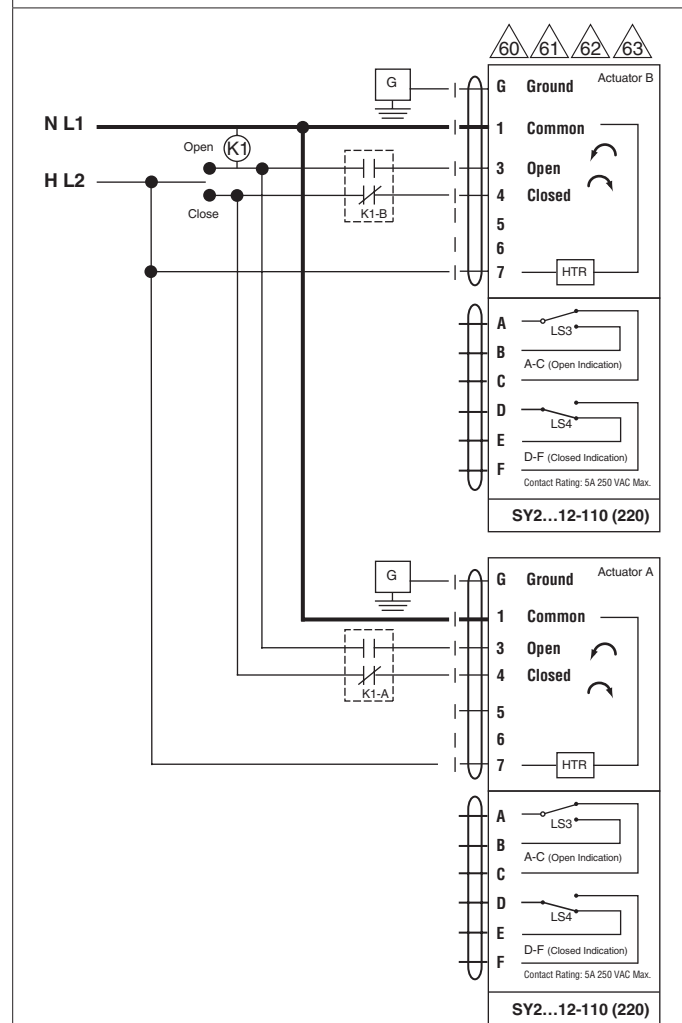 60 61 62 63
G G Ground Actuator B
N L1 1 Common
Open K1 3 Open
H L2 4 Closed
Close K1-B
5
6
7 HTR
A LS3
B
A-C (Open Indication)
C
D LS4
E
D-F (Closed Indication)
F
Contact Rating: 5A 250 VAC Max.
SY2…12-110 (220)
G G Ground Actuator A
1 Common
3 Open
4 Closed
K1-A
5
6
7 HTR
A LS3
B
A-C (Open Indication)
C
D LS4
E
D-F (Closed Indication)
F
Contact Rating: 5A 250 VAC Max.
SY2…12-110 (220)